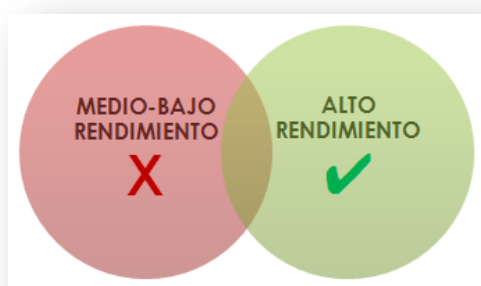 MEDIO-BAJO
RENDIMIENTO
X
ALTO
RENDIMIENTO
✔